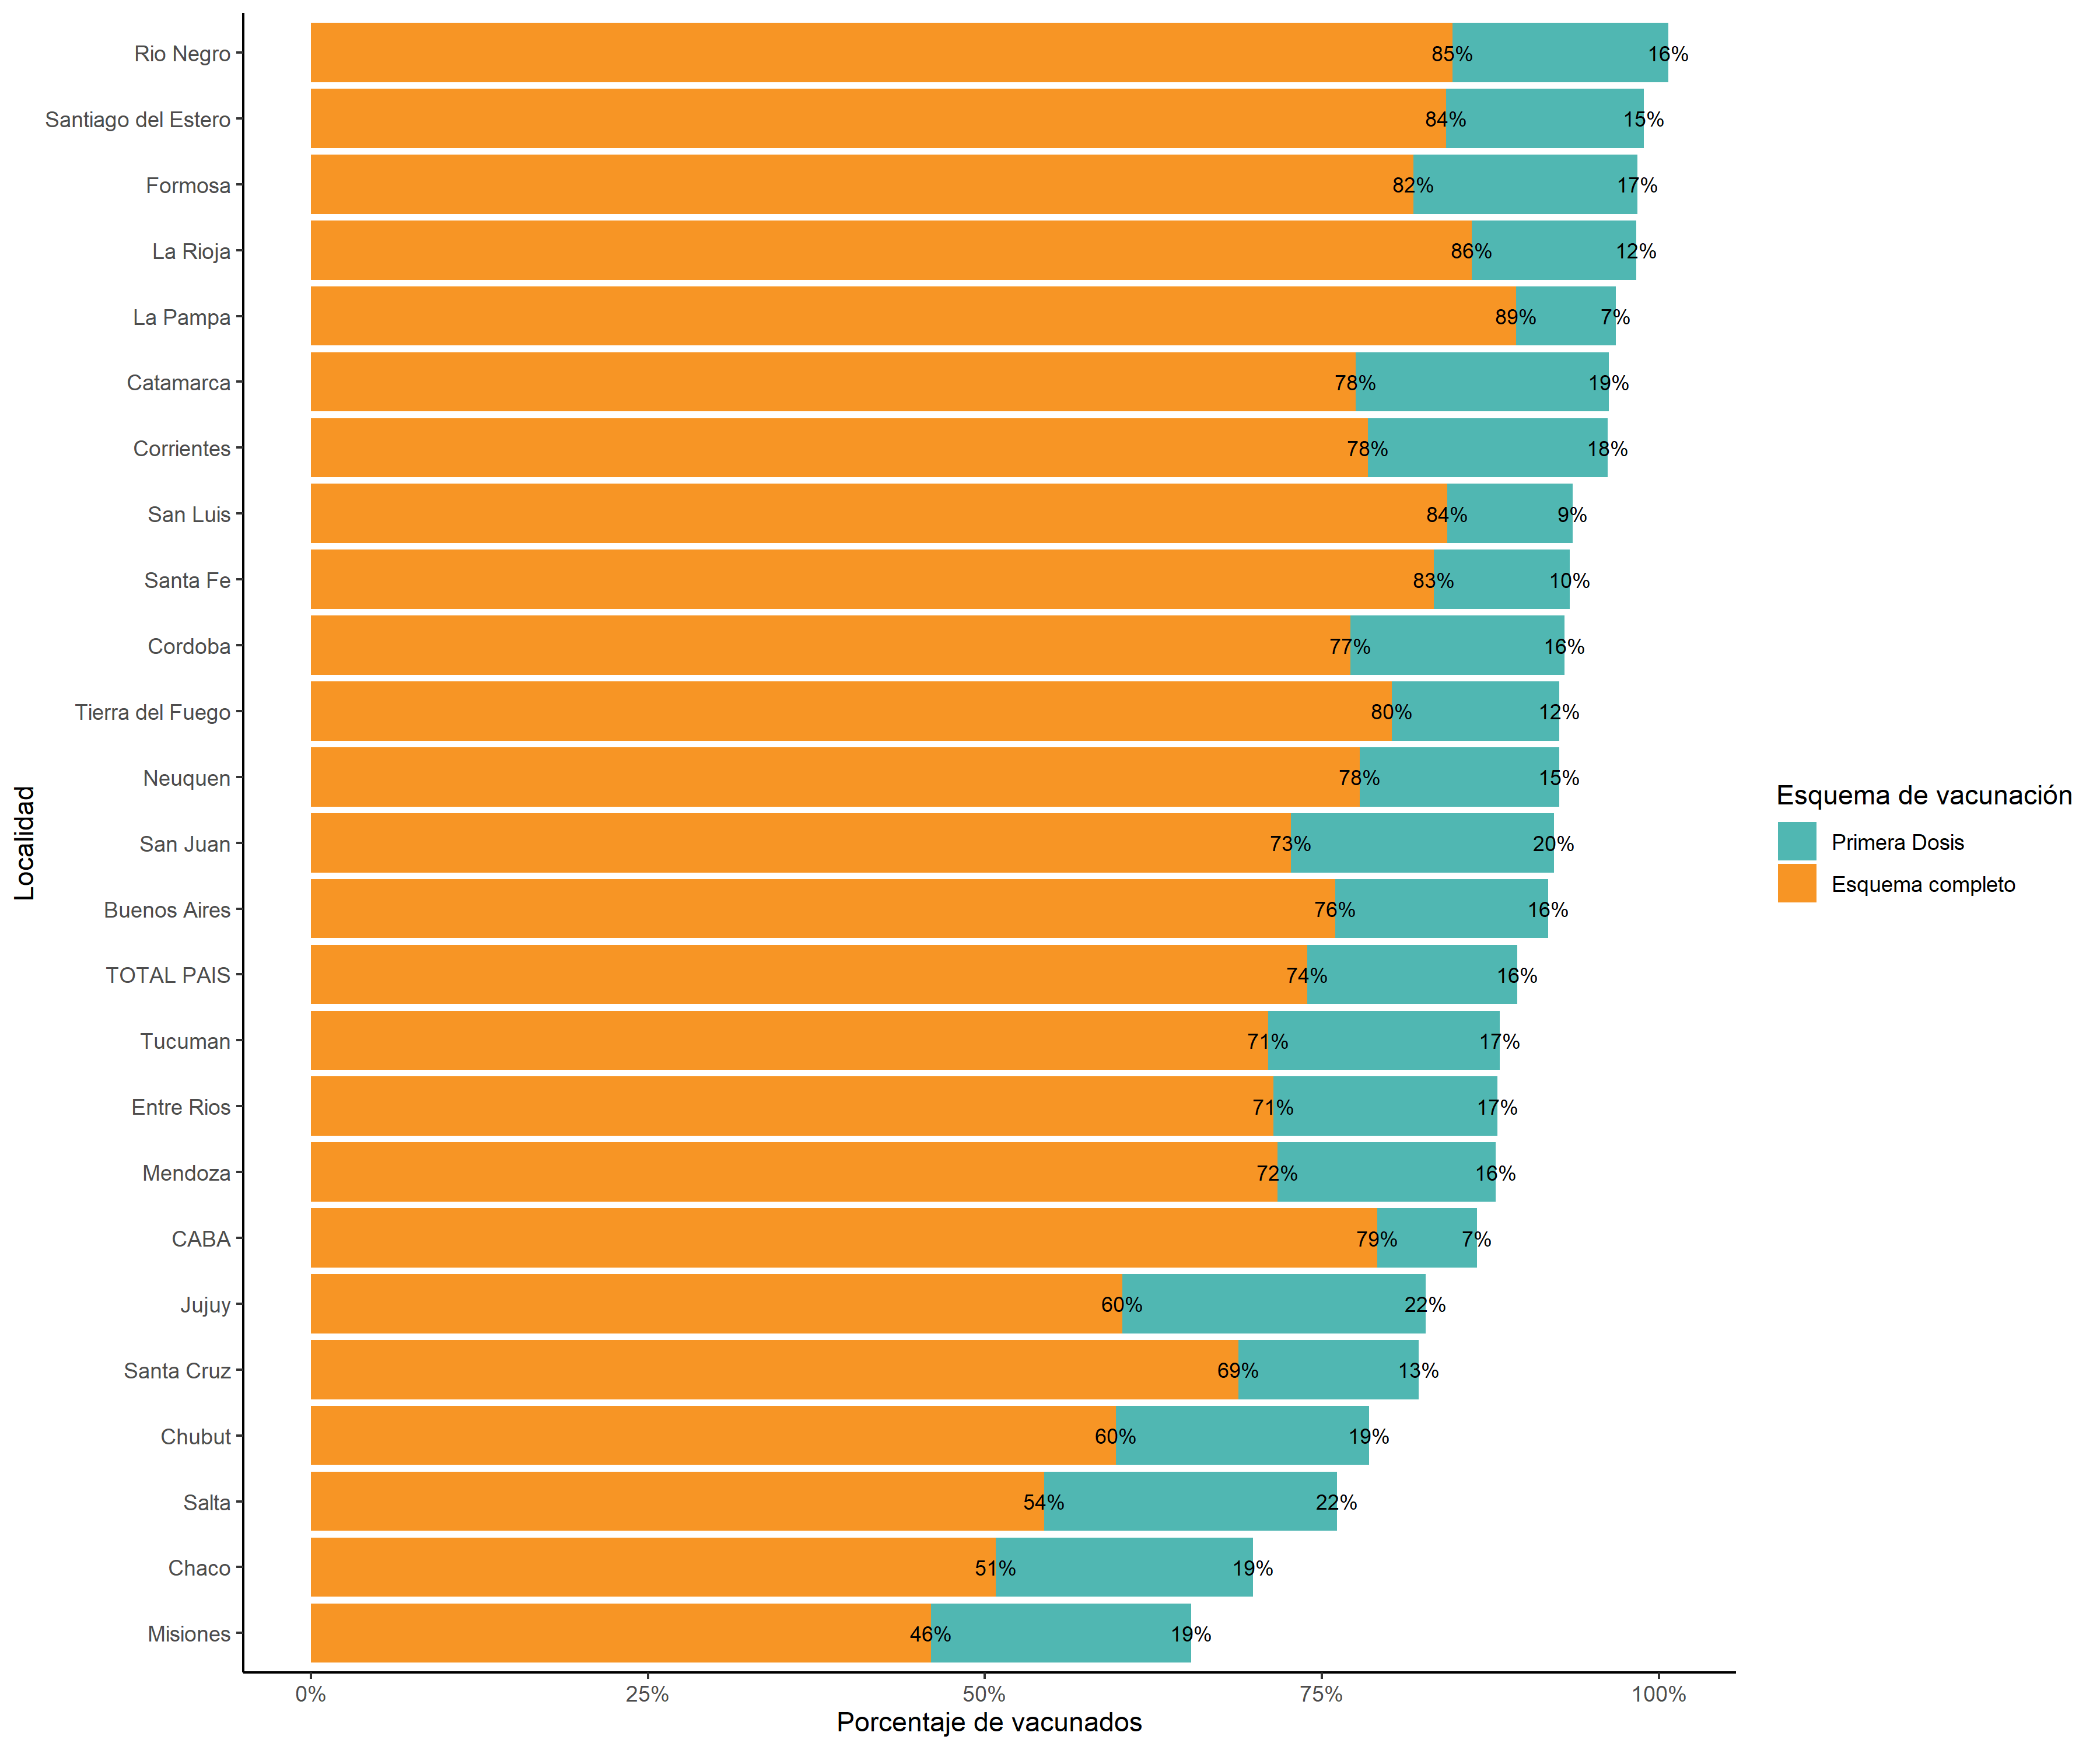 Rio Negro 85% 16%
Santiago del Estero 84% 15%
Formosa 82% 17%
La Rioja 86% 12%
La Pampa 89% 7%
Catamarca 78% 19%
Corrientes 78% 18%
San Luis 84% 9%
Santa Fe 83% 10%
Cordoba 77% 16%
Tierra del Fuego 80% 12%
Neuquen 78% 15%
San Juan 73% 20%
Buenos Aires 76% 16%
TOTAL PAIS 74% 16%
Tucuman 71% 17%
Entre Rios 71% 17%
Mendoza 72% 16%
CABA 79% 7%
Jujuy 60% 22%
Santa Cruz 69% 13%
Chubut 60% 19%
Salta 54% 22%
Chaco 51% 19%
Misiones 46% 19%
0% 25% 50% 75% 100%
Porcentaje de vacunados
Localidad
Esquema de vacunación
Primera Dosis
Esquema completo